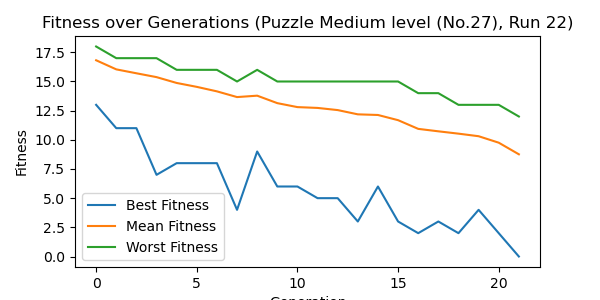 Fitness over Generations (Puzzle Medium level (No.27), Run 22)
17.5
15.0
12.5
10.0
7.5
5.0
2.5
0.0
Fitness
Best Fitness
Mean Fitness
Worst Fitness
0 5 10 15 20
Generation